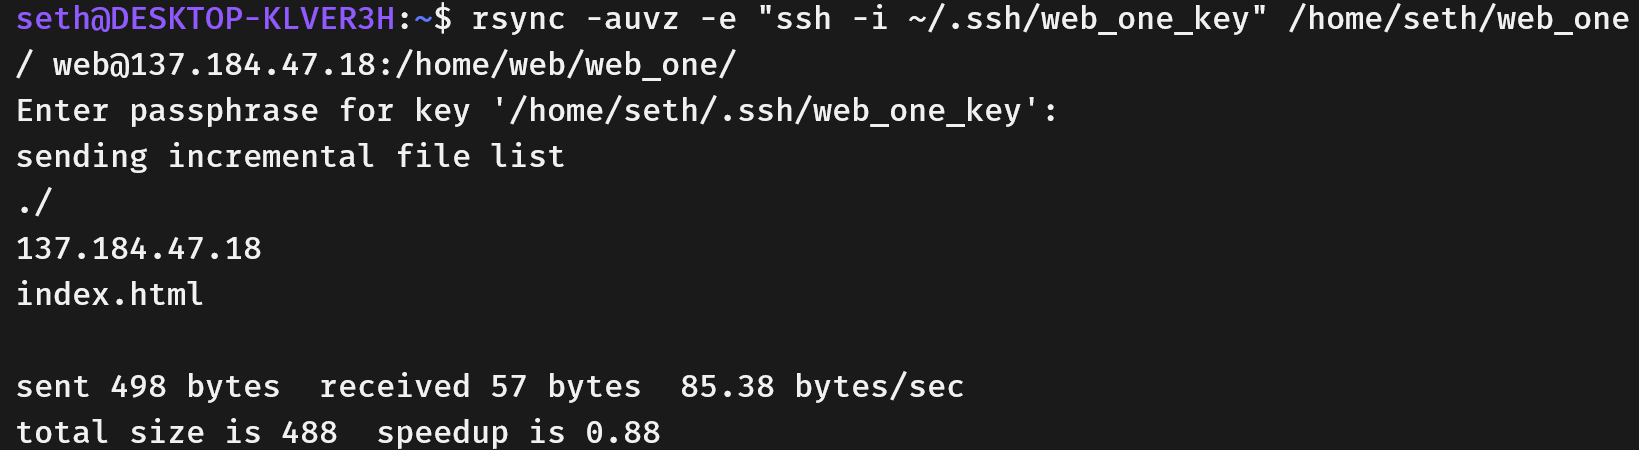 seth@DESKTOP-KLVER3H:~$ rsync -auvz -e "ssh -i ~/.ssh/web_one_key" /home/seth/web_one
/ web@137.184.47.18:/home/web/web_one/
Enter passphrase for key '/home/seth/.ssh/web_one_key':
sending incremental file list
./
137.184.47.18
index.html
sent 498 bytes  received 57 bytes  85.38 bytes/sec
total size is 488  speedup is 0.88